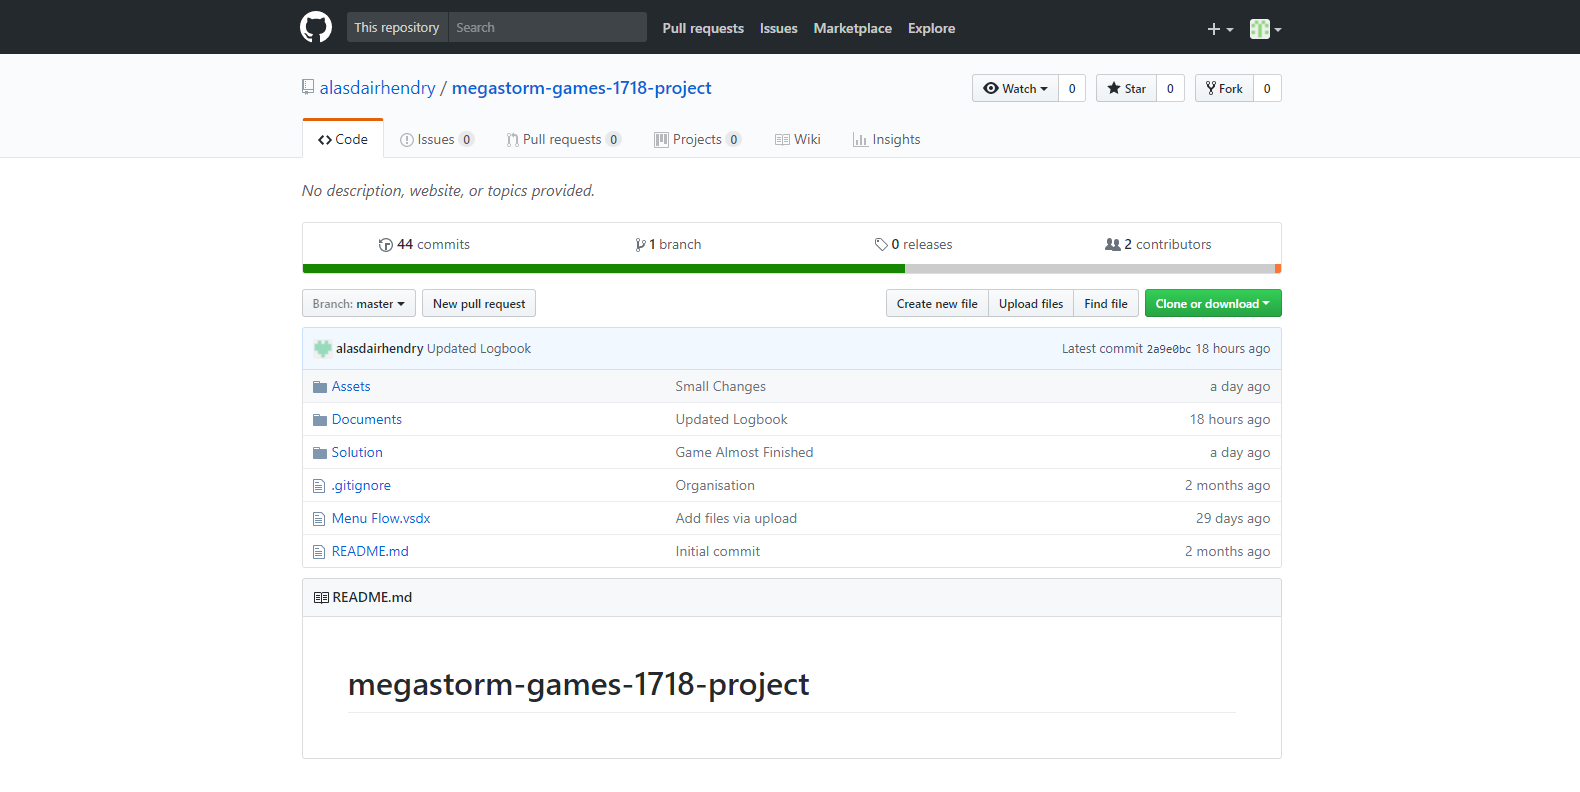 This repository Search Pull requests Issues Marketplace Explore
alasdairhendry / megastorm-games-1718-project Watch 0 Star 0 Fork 0
Code Issues 0 Pull requests 0 Projects 0 Wiki Insights
No description, website, or topics provided.
44 commits 1 branch 0 releases 2 contributors
Branch: master New pull request Create new file Upload files Find file Clone or download
alasdairhendry Updated Logbook Latest commit 2a9e0bc 18 hours ago
Assets Small Changes a day ago
Documents Updated Logbook 18 hours ago
Solution Game Almost Finished a day ago
.gitignore Organisation 2 months ago
Menu Flow.vsdx Add files via upload 29 days ago
README.md Initial commit 2 months ago
README.md
megastorm-games-1718-project